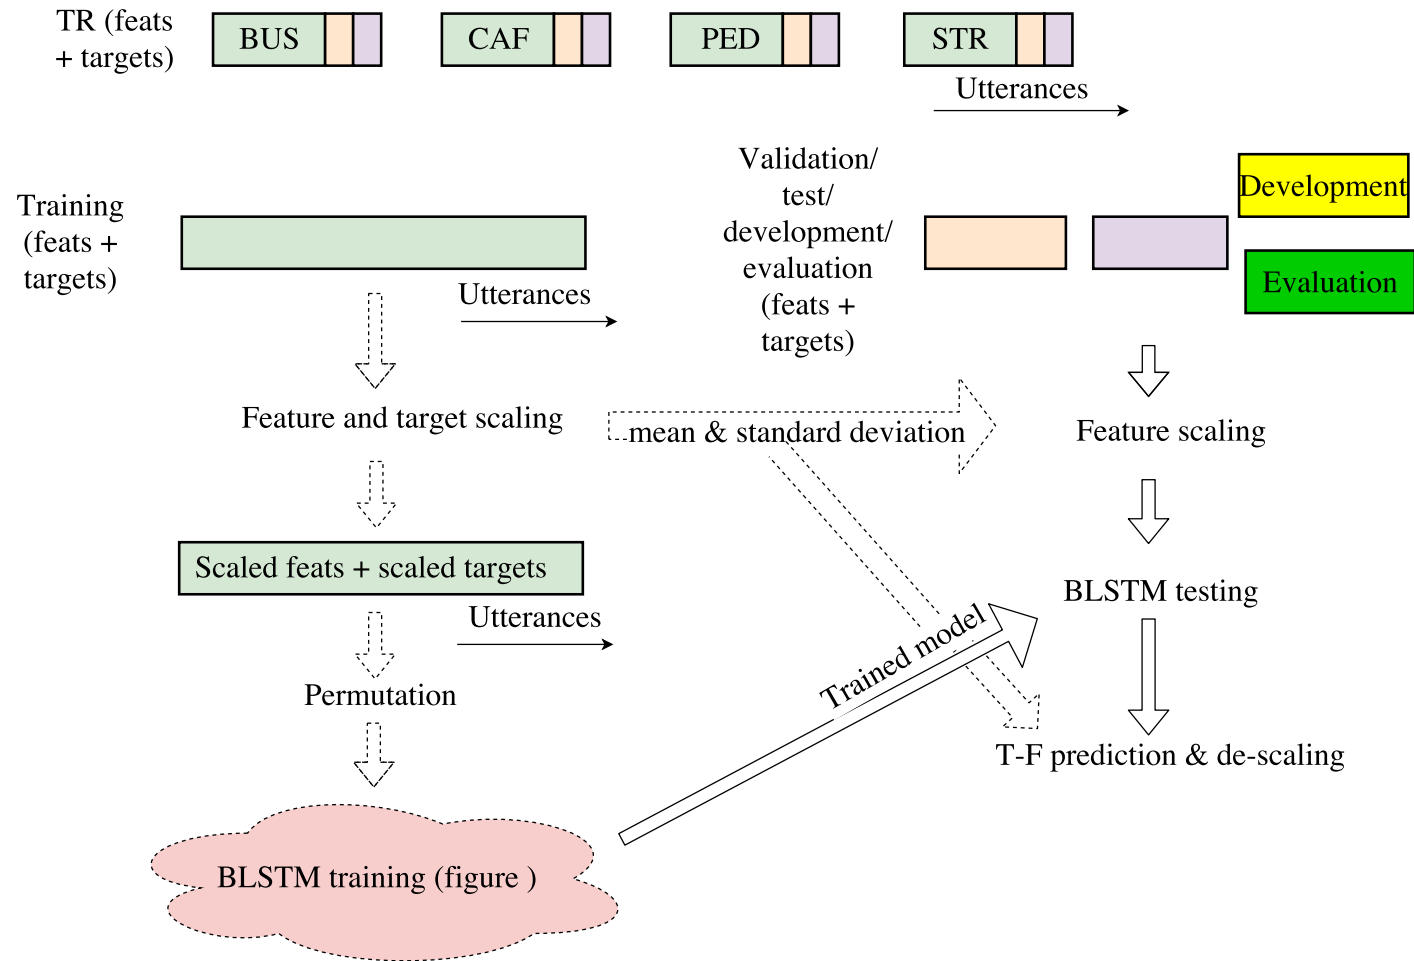 TR (feats
+ targets)
BUS
CAF
PED
STR
Utterances
Training
(feats +
targets)
Utterances
Validation/
test/
development/
evaluation
(feats +
targets)
Development
Evaluation
Feature and target scaling
mean & standard deviation
Feature scaling
Scaled feats + scaled targets
Utterances
BLSTM testing
Trained model
Permutation
T-F prediction & de-scaling
BLSTM training (figure )